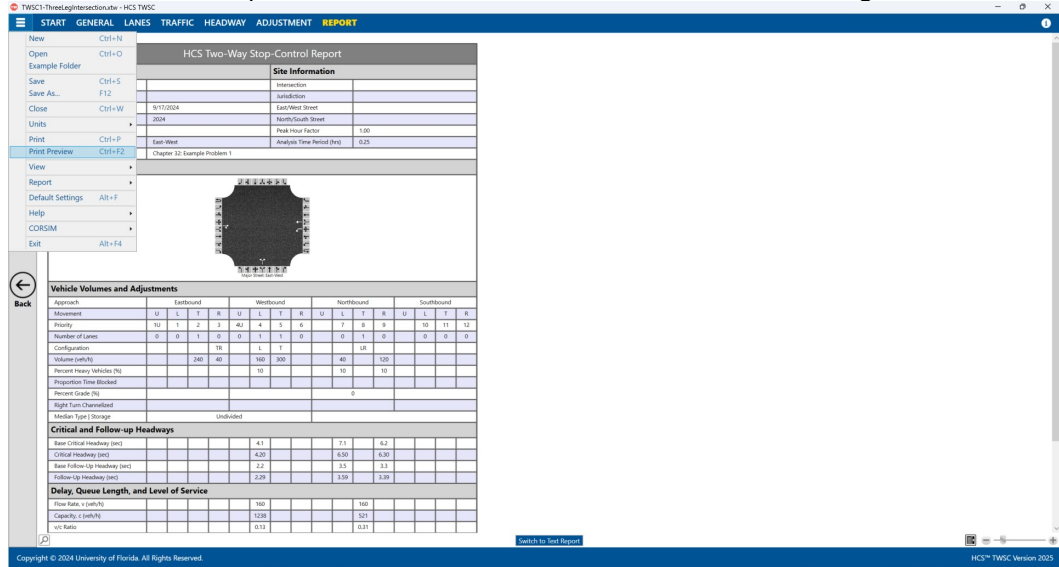 TWSC1-ThreeLegIntersection.xtw - HCS TWSC
START GENERAL LANES TRAFFIC HEADWAY ADJUSTMENT REPORT
New Ctrl+N
Open Ctrl+O
Example Folder
Save Ctrl+S
Save As... F12
Close Ctrl+W
Units
Print Ctrl+P
Print Preview Ctrl+F2
View
Report
Default Settings Alt+F
Help
CORSIM
Exit Alt+F4
Back
HCS Two-Way Stop-Control Report
Site Information
Intersection
Jurisdiction
9/17/2024 East/West Street
2024 North/South Street
Peak Hour Factor 1.00
East-West Analysis Time Period (hrs) 0.25
Chapter 32: Example Problem 1
Major Street: East-West
Vehicle Volumes and Adjustments
Approach Eastbound Westbound Northbound Southbound
Movement U L T R U L T R U L T R U L T R
Priority 1U 1 2 3 4U 4 5 6 7 8 9 10 11 12
Number of Lanes 0 0 1 0 0 1 1 0 0 1 0 0 0 0
Configuration TR L T LR
Volume (veh/h) 240 40 160 300 40 120
Percent Heavy Vehicles (%) 10 10 10
Proportion Time Blocked
Percent Grade (%) 0
Right Turn Channelized
Median Type | Storage Undivided
Critical and Follow-up Headways
Base Critical Headway (sec) 4.1 7.1 6.2
Critical Headway (sec) 4.20 6.50 6.30
Base Follow-Up Headway (sec) 2.2 3.5 3.3
Follow-Up Headway (sec) 2.29 3.59 3.39
Delay, Queue Length, and Level of Service
Flow Rate, v (veh/h) 160 160
Capacity, c (veh/h) 1238 521
v/c Ratio 0.13 0.31
Switch to Text Report
Copyright © 2024 University of Florida. All Rights Reserved. HCS™ TWSC Version 2025